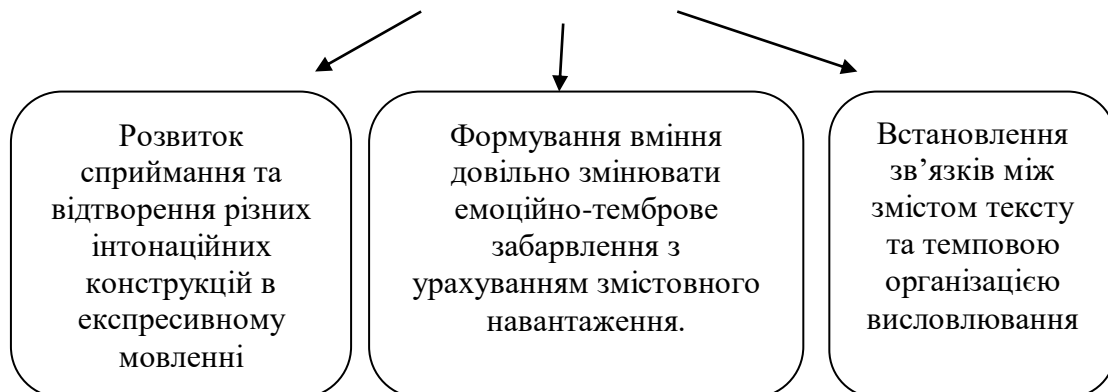 Розвиток
сприймання та
відтворення різних
інтонаційних
конструкцій в
експресивному
мовленні
Формування вміння
довільно змінювати
емоційно-темброве
забарвлення з
урахуванням змістовного
навантаження.
Встановлення
зв’язків між
змістом тексту
та темповою
організацією
висловлювання